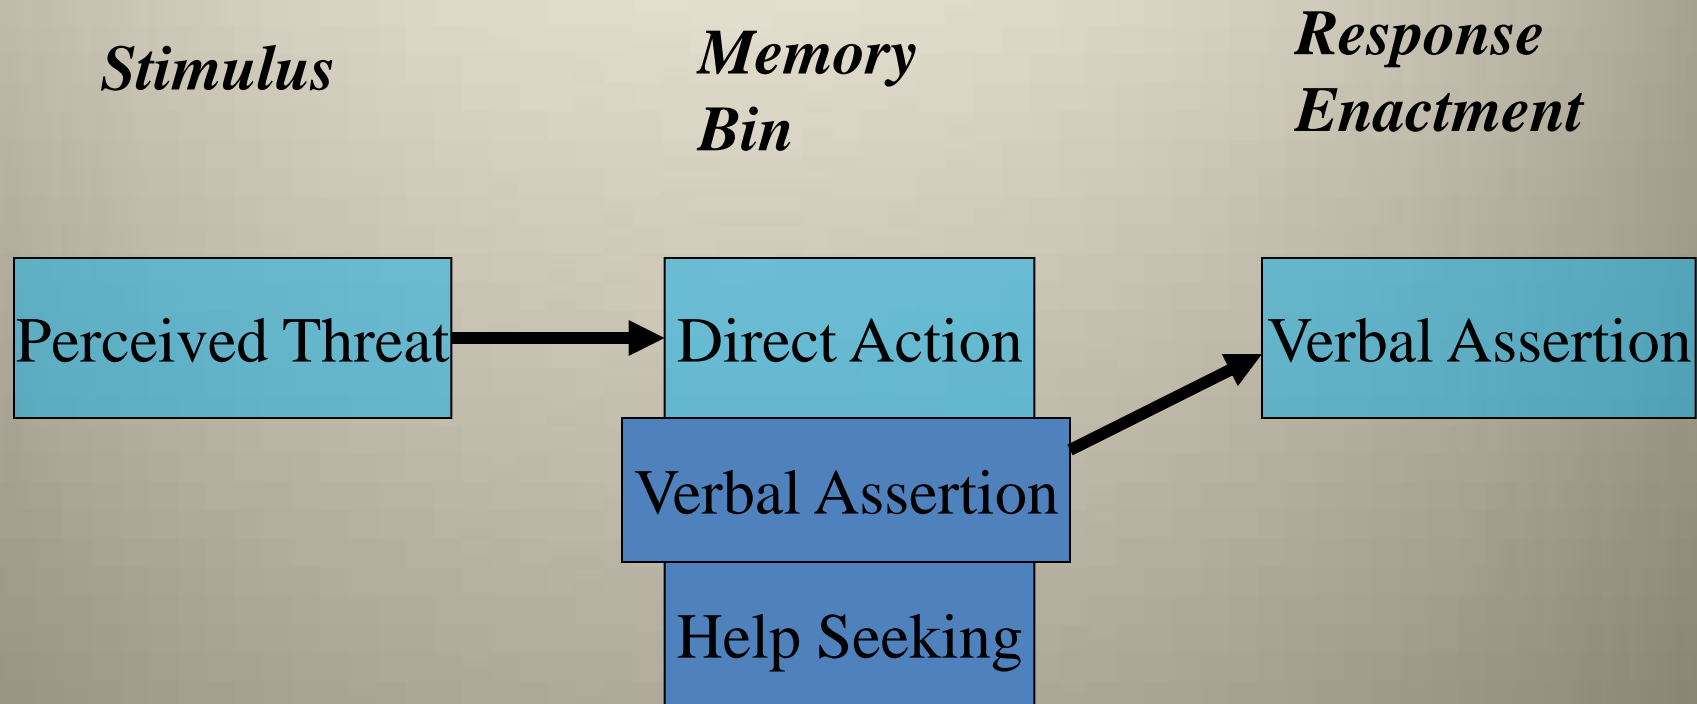 Stimulus
Memory
Bin
Response
Enactment
Perceived Threat
Direct Action
Verbal Assertion
Verbal Assertion
Help Seeking